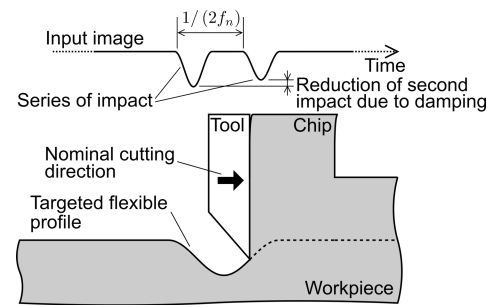 1/(2fₙ)
Input image
Time
Series of impact
Reduction of second
impact due to damping
Tool
Chip
Nominal cutting
direction
Targeted flexible
profile
Workpiece